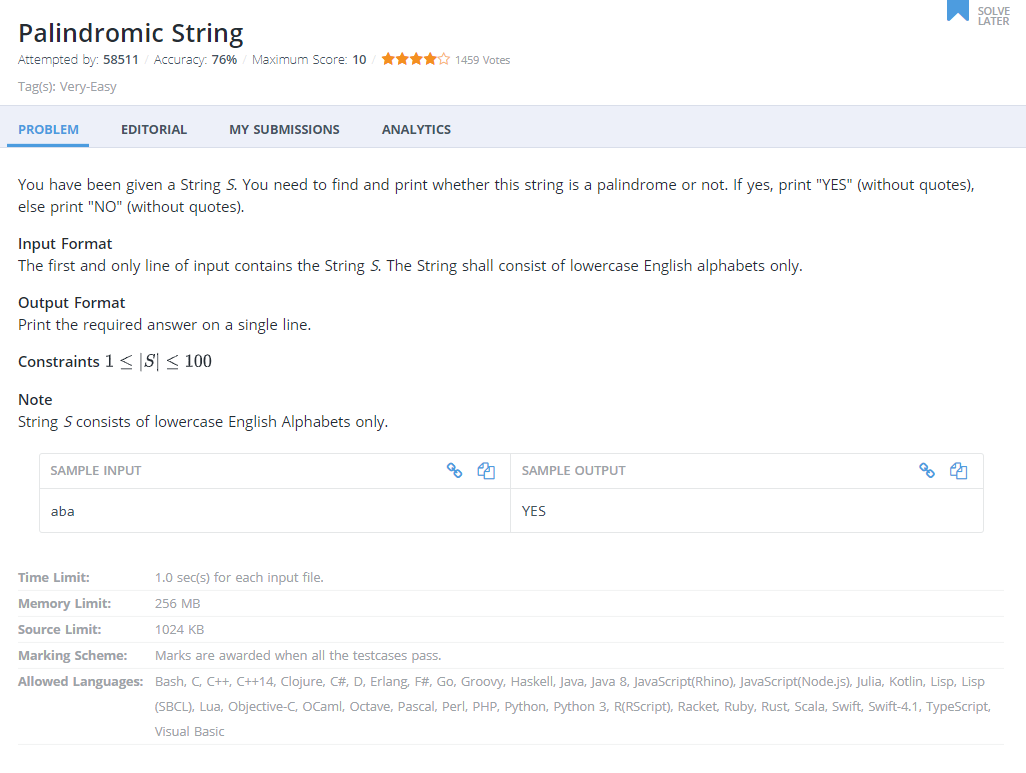 SOLVE
LATER
Palindromic String
Attempted by: 58511 / Accuracy: 76% / Maximum Score: 10 / 1459 Votes
Tag(s): Very-Easy
PROBLEM EDITORIAL MY SUBMISSIONS ANALYTICS
You have been given a String S. You need to find and print whether this string is a palindrome or not. If yes, print "YES" (without quotes),
else print "NO" (without quotes).
Input Format
The first and only line of input contains the String S. The String shall consist of lowercase English alphabets only.
Output Format
Print the required answer on a single line.
Constraints 1 ≤ |S| ≤ 100
Note
String S consists of lowercase English Alphabets only.
SAMPLE INPUT SAMPLE OUTPUT
aba YES
Time Limit: 1.0 sec(s) for each input file.
Memory Limit: 256 MB
Source Limit: 1024 KB
Marking Scheme: Marks are awarded when all the testcases pass.
Allowed Languages: Bash, C, C++, C++14, Clojure, C#, D, Erlang, F#, Go, Groovy, Haskell, Java, Java 8, JavaScript(Rhino), JavaScript(Node.js), Julia, Kotlin, Lisp, Lisp
(SBCL), Lua, Objective-C, OCaml, Octave, Pascal, Perl, PHP, Python, Python 3, R(RScript), Racket, Ruby, Rust, Scala, Swift, Swift-4.1, TypeScript,
Visual Basic